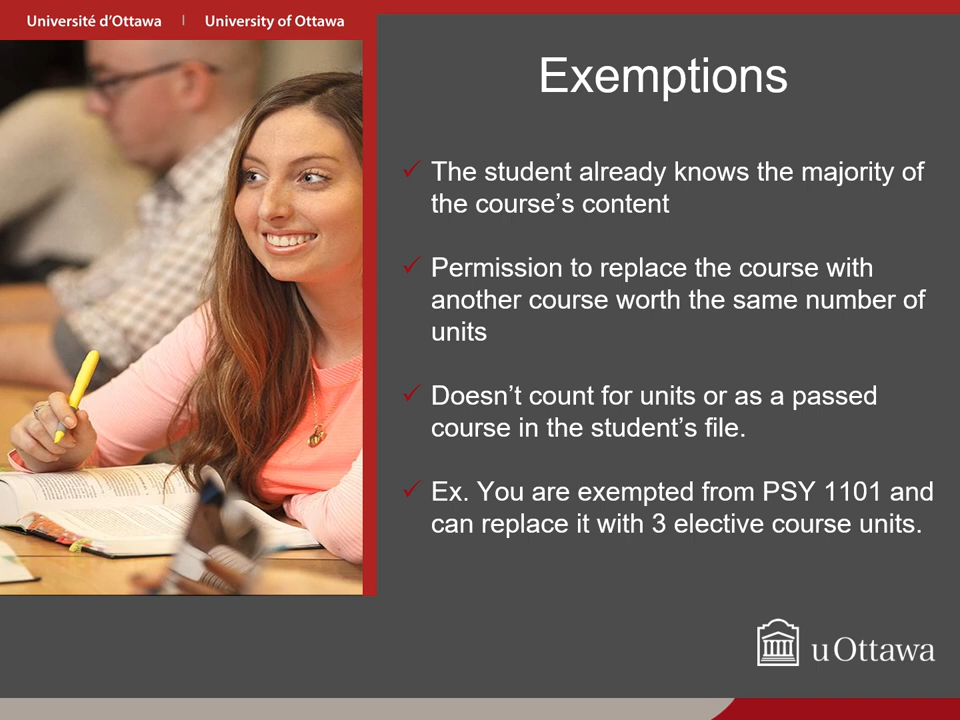 Université d'Ottawa | University of Ottawa
Exemptions
✓ The student already knows the majority of
the course's content
✓ Permission to replace the course with
another course worth the same number of
units
✓ Doesn't count for units or as a passed
course in the student's file.
✓ Ex. You are exempted from PSY 1101 and
can replace it with 3 elective course units.
uOttawa